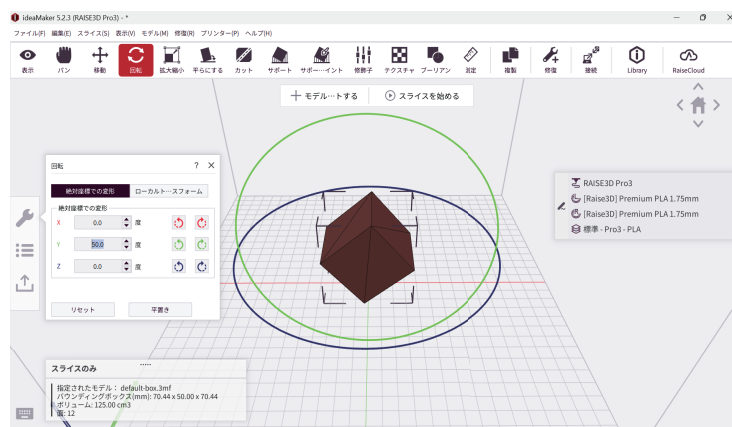 ideaMaker 5.2.3 (RAISE3D Pro3) - *
ファイル(F) 編集(E) スライス(S) 表示(V) モデル(M) 修復(R) プリンター(P) ヘルプ(H)
表示 パン 移動 回転 拡大縮小 平らにする カット サポート サポー…イント 修飾子 テクスチャ ブーリアン 測定 複製 修復 接続 Library RaiseCloud
モデル…トする スライスを始める
回転 ?
絶対座標での変形 ローカルト…スフォーム
絶対座標での変形
X 0.0 度
Y 50.0 度
Z 0.0 度
リセット 平置き
RAISE3D Pro3
[Raise3D] Premium PLA 1.75mm
[Raise3D] Premium PLA 1.75mm
標準 - Pro3 - PLA
スライスのみ
指定されたモデル： default-box.3mf
バウンディングボックス(mm): 70.44 x 50.00 x 70.44
ボリューム: 125.00 cm3
面: 12